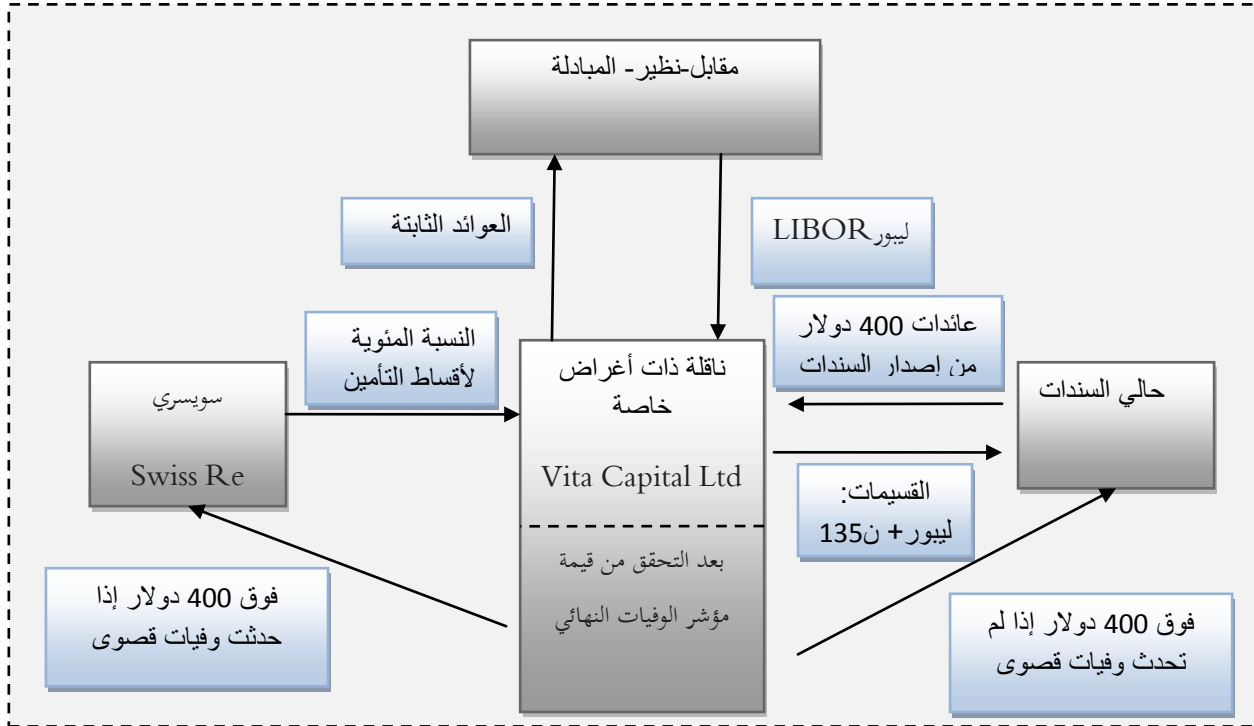 مقابل-نظير- المبادلة
العوائد الثابتة
ليبور LIBOR
النسبة المئوية
لأقساط التأمين
عائدات 400 دولار
من إصدار السندات
سويسري
Swiss Re
ناقلة ذات أغراض
خاصة
Vita Capital Ltd
حالي السندات
القسيمات:
ليبور+ ن135
بعد التحقق من قيمة
مؤشر الوفيات النهائي
فوق 400 دولار إذا
حدثت وفيات قصوى
فوق 400 دولار إذا لم
تحدث وفيات قصوى